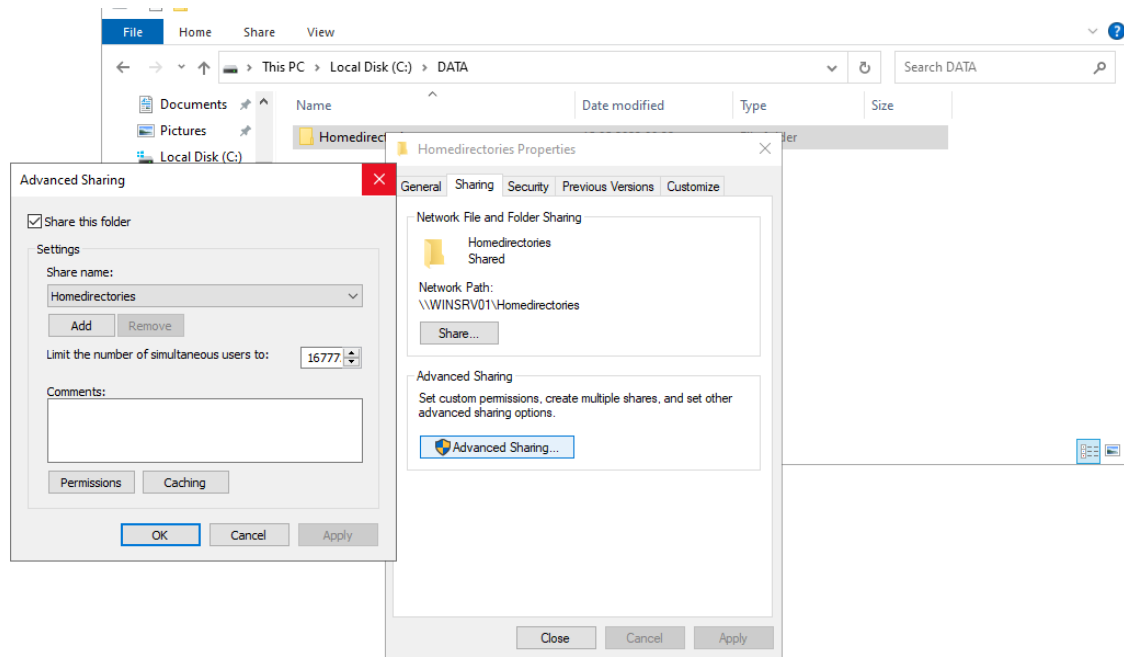 File Home Share View
This PC > Local Disk (C:) > DATA
Search DATA
Documents
Pictures
Local Disk (C:)
Name Date modified Type Size
Advanced Sharing
Share this folder
Settings
Share name:
Homedirectories
Add Remove
Limit the number of simultaneous users to: 16777
Comments:
Permissions Caching
OK Cancel Apply
Homedirectories Properties
General Sharing Security Previous Versions Customize
Network File and Folder Sharing
Homedirectories
Shared
Network Path:
\\WINSRV01\Homedirectories
Share...
Advanced Sharing
Set custom permissions, create multiple shares, and set other
advanced sharing options.
Advanced Sharing...
Close Cancel Apply